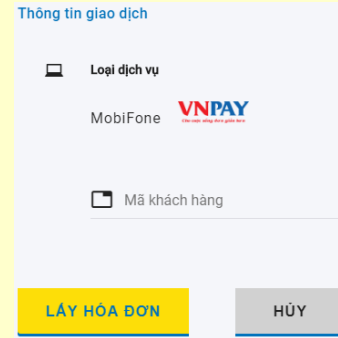 Thông tin giao dịch
Loại dịch vụ
MobiFone VNPAY
Mã khách hàng
LẤY HÓA ĐƠN HỦY